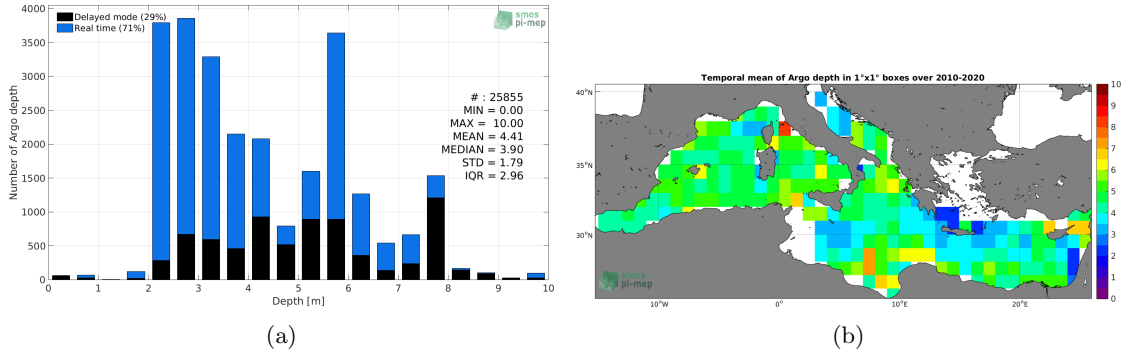 Delayed mode (29%)
Real time (71%)
smos
pi-mep
Number of Argo depth
4000
3500
3000
2500
2000
1500
1000
500
0
# : 25855
MIN = 0.00
MAX = 10.00
MEAN = 4.41
MEDIAN = 3.90
STD = 1.79
IQR = 2.96
0 1 2 3 4 5 6 7 8 9 10
Depth [m]
(a)
Temporal mean of Argo depth in 1°x1° boxes over 2010-2020
40°N
35°N
30°N
10°W 0° 10°E 20°E
smos
pi-mep
10
9
8
7
6
5
4
3
2
1
0
(b)